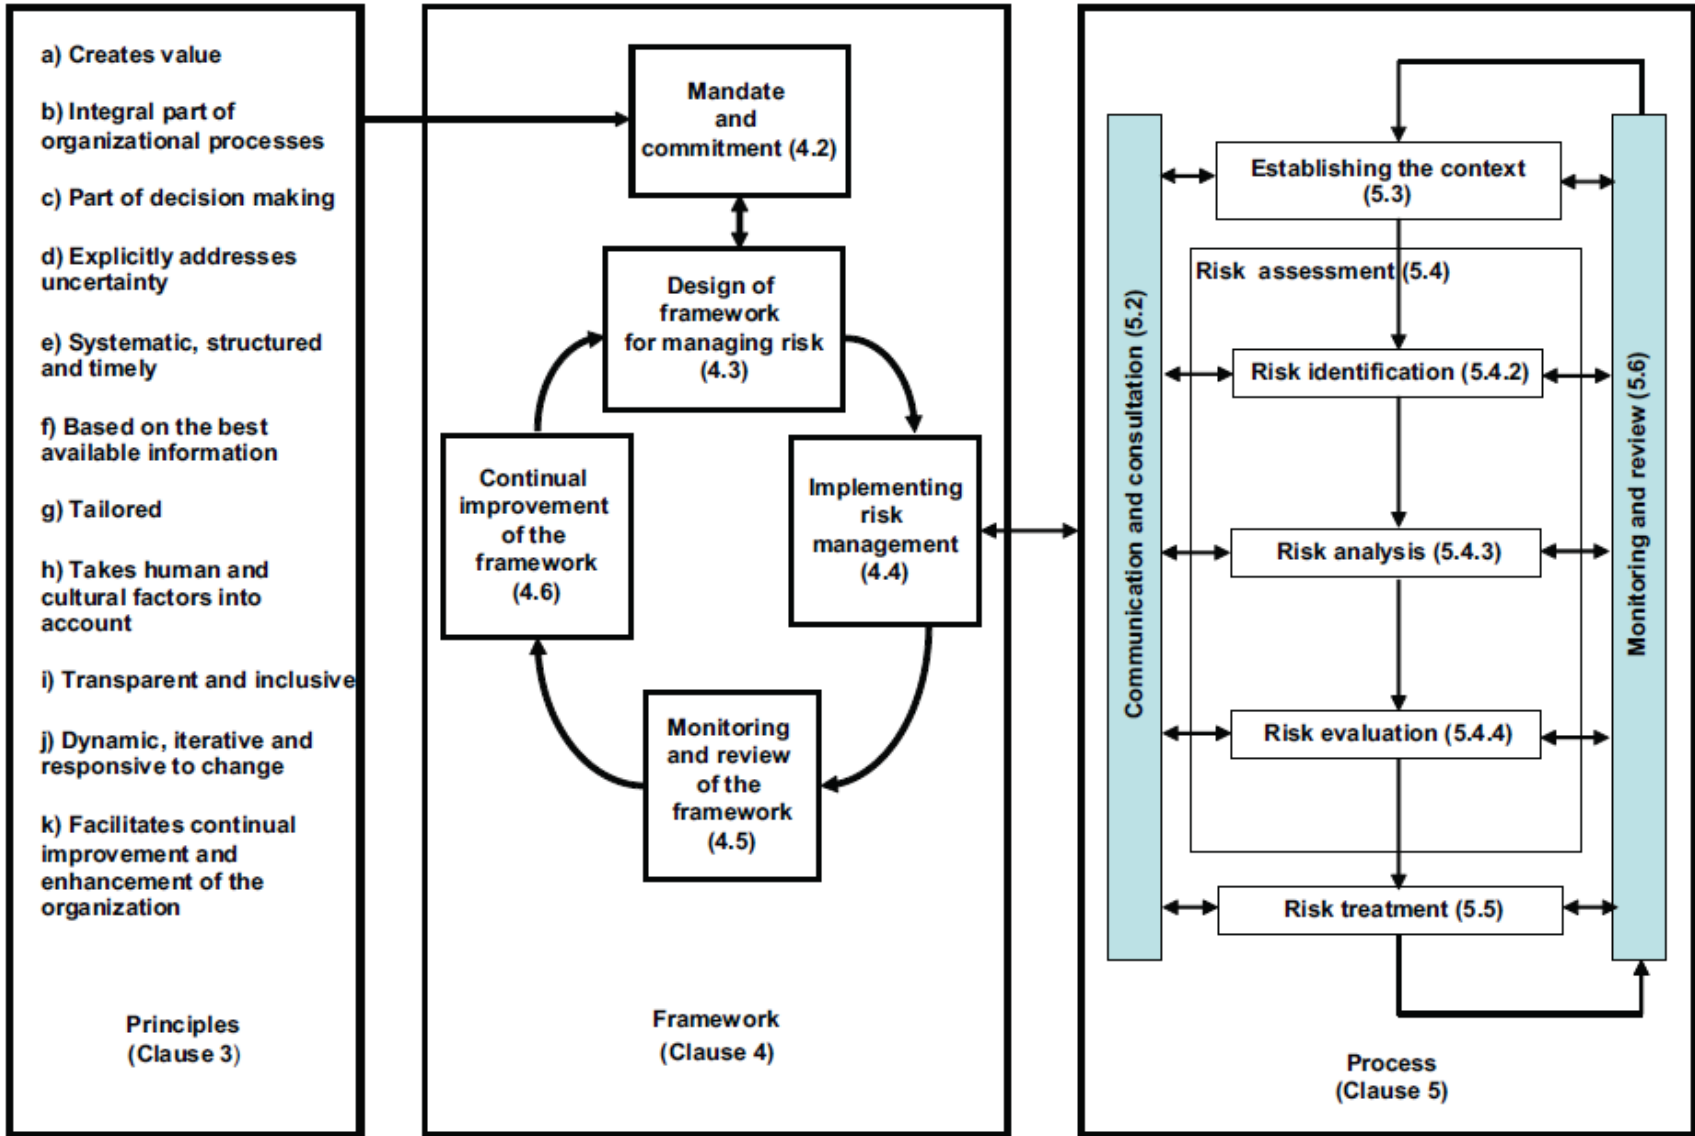 a) Creates value
b) Integral part of
organizational processes
c) Part of decision making
d) Explicitly addresses
uncertainty
e) Systematic, structured
and timely
f) Based on the best
available information
g) Tailored
h) Takes human and
cultural factors into
account
i) Transparent and inclusive
j) Dynamic, iterative and
responsive to change
k) Facilitates continual
improvement and
enhancement of the
organization
Principles
(Clause 3)
Mandate
and
commitment (4.2)
Design of
framework
for managing risk
(4.3)
Implementing
risk
management
(4.4)
Monitoring
and review
of the
framework
(4.5)
Continual
improvement
of the
framework
(4.6)
Framework
(Clause 4)
Communication and consultation (5.2)
Establishing the context
(5.3)
Risk assessment (5.4)
Risk identification (5.4.2)
Risk analysis (5.4.3)
Risk evaluation (5.4.4)
Risk treatment (5.5)
Monitoring and review (5.6)
Process
(Clause 5)